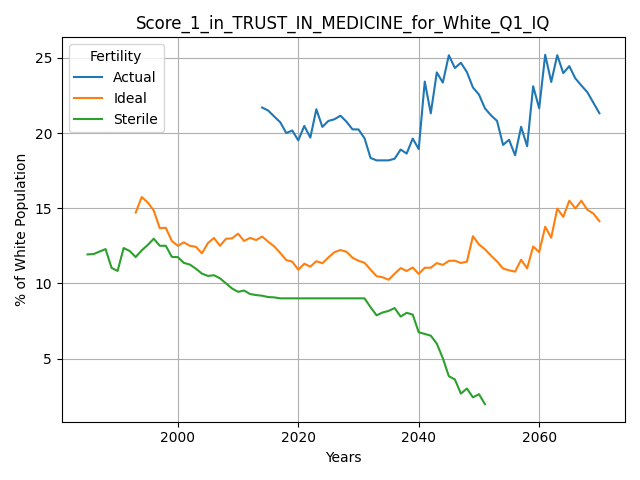 Score_1_in_TRUST_IN_MEDICINE_for_White_Q1_IQ
Fertility
Actual
Ideal
Sterile
% of White Population
25
20
15
10
5
2000 2020 2040 2060
Years